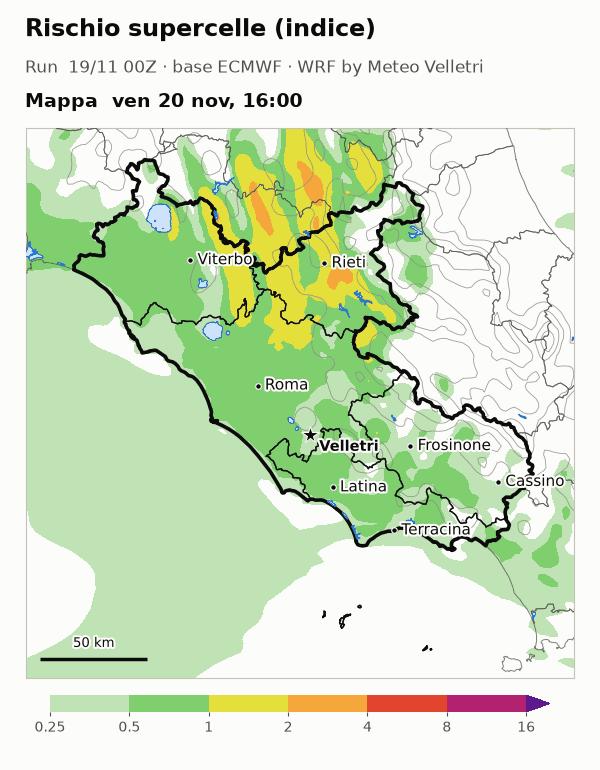 Rischio supercelle (indice)
Run  19/11 00Z · base ECMWF · WRF by Meteo Velletri
Mappa  ven 20 nov, 16:00
Viterbo
Rieti
Roma
Velletri
Frosinone
Cassino
Latina
Terracina
50 km
0.25 0.5 1 2 4 8 16